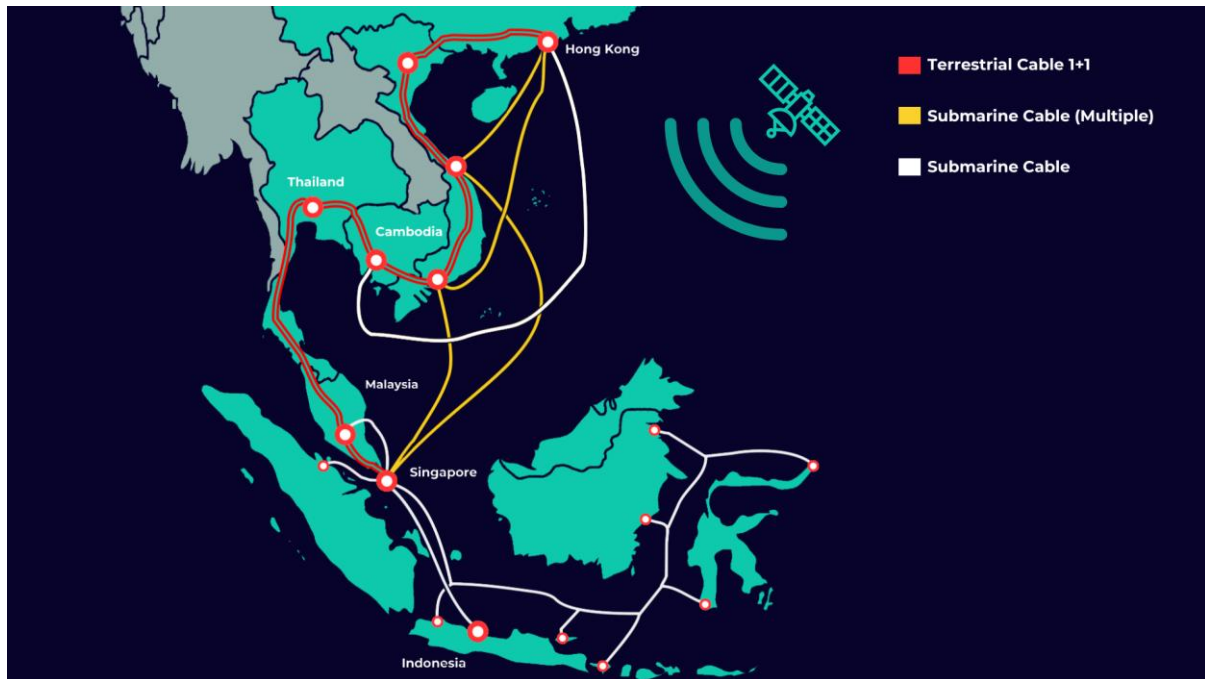 Hong Kong
Terrestrial Cable 1+1
Submarine Cable (Multiple)
Submarine Cable
Thailand
Cambodia
Malaysia
Singapore
Indonesia